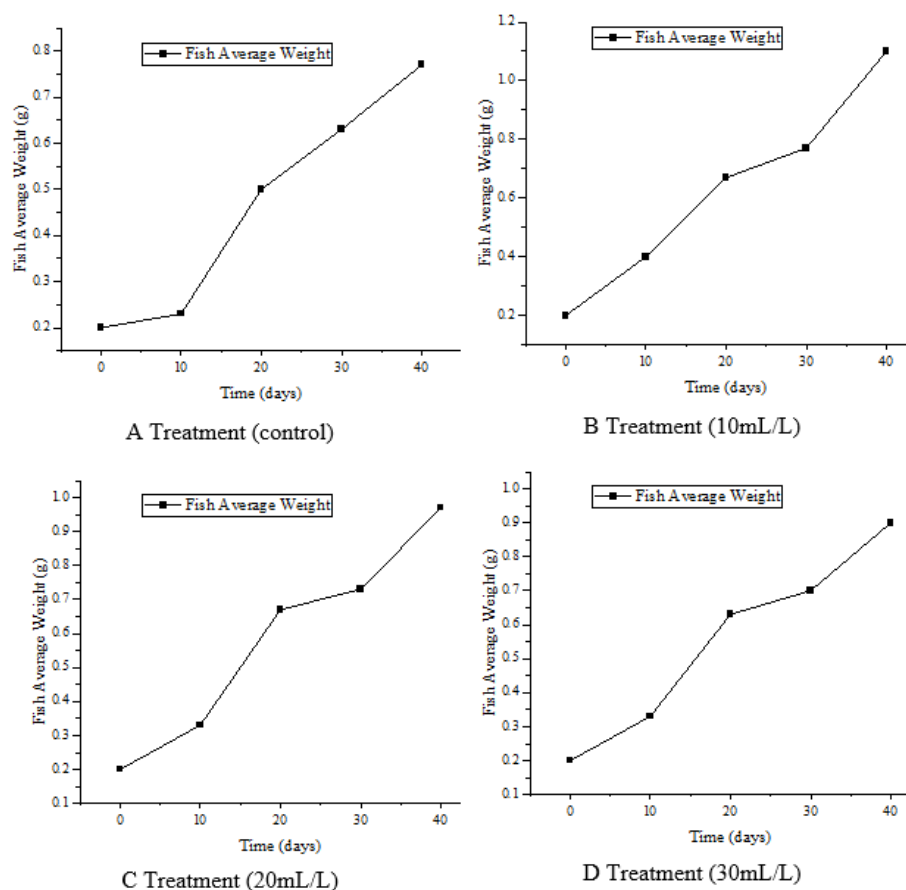 Fish Average Weight
Fish Average Weight (g)
0.8
0.7
0.6
0.5
0.4
0.3
0.2
0 10 20 30 40
Time (days)
A Treatment (control)
Fish Average Weight
Fish Average Weight (g)
1.2
1.0
0.8
0.6
0.4
0.2
0 10 20 30 40
Time (days)
B Treatment (10mL/L)
Fish Average Weight
Fish Average Weight (g)
1.0
0.9
0.8
0.7
0.6
0.5
0.4
0.3
0.2
0.1
0 10 20 30 40
Time (days)
C Treatment (20mL/L)
Fish Average Weight
Fish Average Weight (g)
1.0
0.9
0.8
0.7
0.6
0.5
0.4
0.3
0.2
0.1
0 10 20 30 40
Time (days)
D Treatment (30mL/L)